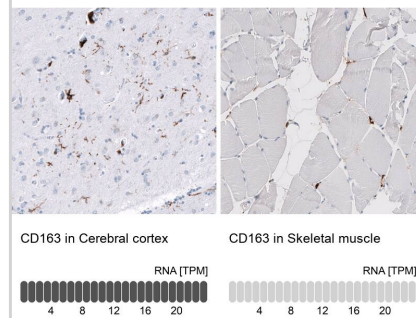 CD163 in Cerebral cortex
RNA [TPM]
4 8 12 16 20
CD163 in Skeletal muscle
RNA [TPM]
4 8 12 16 20